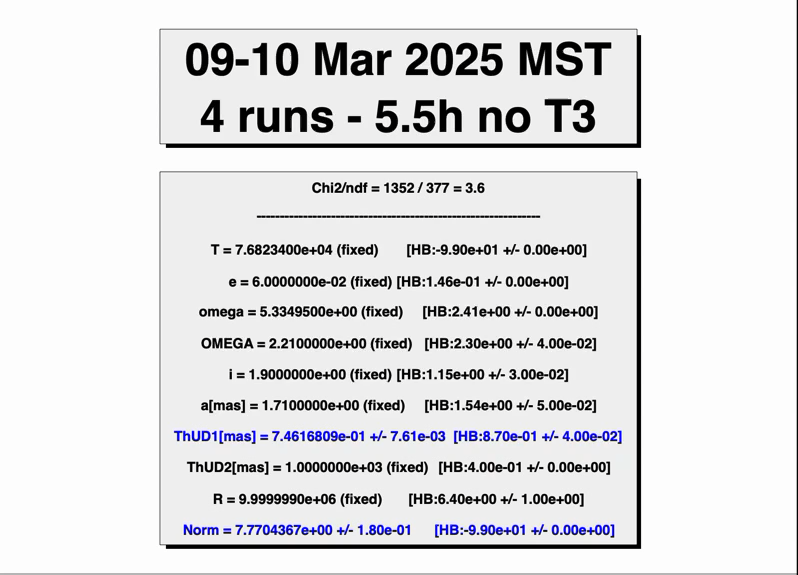 09-10 Mar 2025 MST
4 runs - 5.5h no T3
Chi2/ndf = 1352 / 377 = 3.6
------------------------------------------------------------
T = 7.6823400e+04 (fixed) [HB:-9.90e+01 +/- 0.00e+00]
e = 6.0000000e-02 (fixed) [HB:1.46e-01 +/- 0.00e+00]
omega = 5.3349500e+00 (fixed) [HB:2.41e+00 +/- 0.00e+00]
OMEGA = 2.2100000e+00 (fixed) [HB:2.30e+00 +/- 4.00e-02]
i = 1.9000000e+00 (fixed) [HB:1.15e+00 +/- 3.00e-02]
a[mas] = 1.7100000e+00 (fixed) [HB:1.54e+00 +/- 5.00e-02]
ThUD1[mas] = 7.4616809e-01 +/- 7.61e-03 [HB:8.70e-01 +/- 4.00e-02]
ThUD2[mas] = 1.0000000e+03 (fixed) [HB:4.00e-01 +/- 0.00e+00]
R = 9.9999990e+06 (fixed) [HB:6.40e+00 +/- 1.00e+00]
Norm = 7.7704367e+00 +/- 1.80e-01 [HB:-9.90e+01 +/- 0.00e+00]